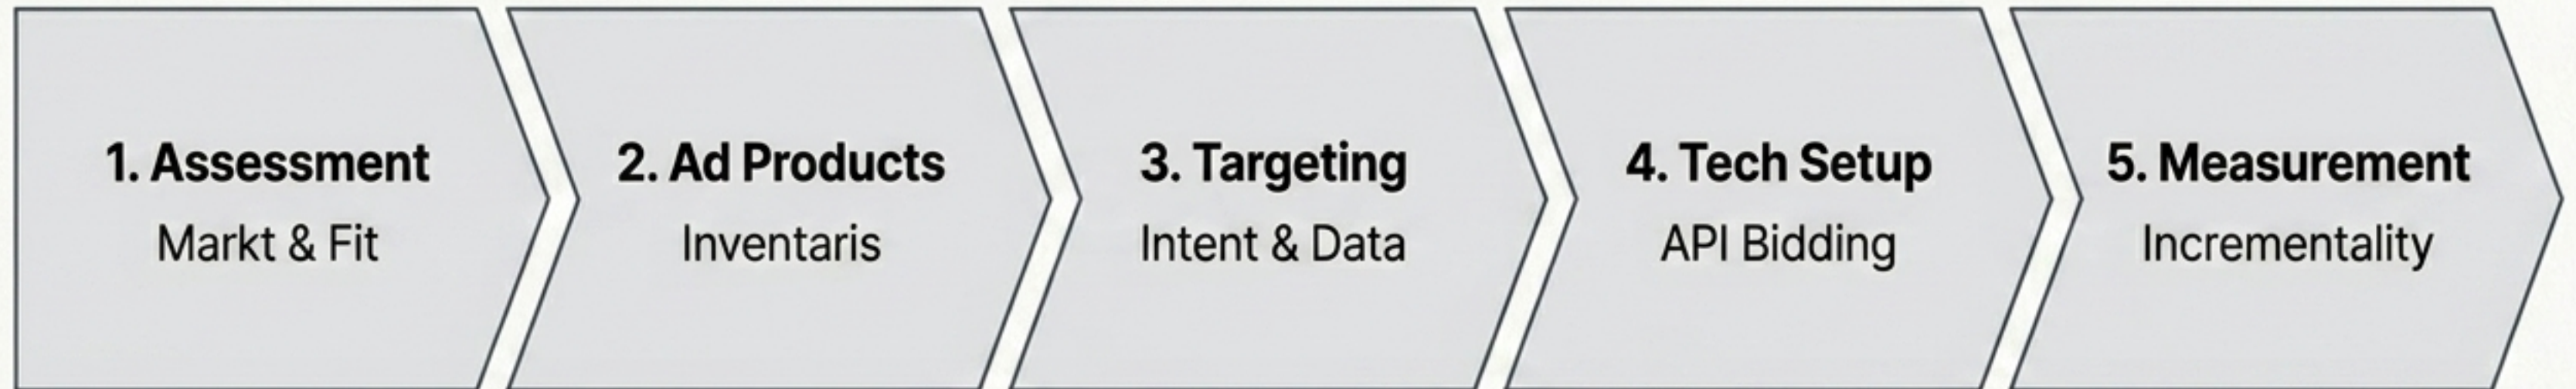 1. Assessment
Markt & Fit
2. Ad Products
Inventaris
3. Targeting
Intent & Data
4. Tech Setup
API Bidding
5. Measurement
Incrementality